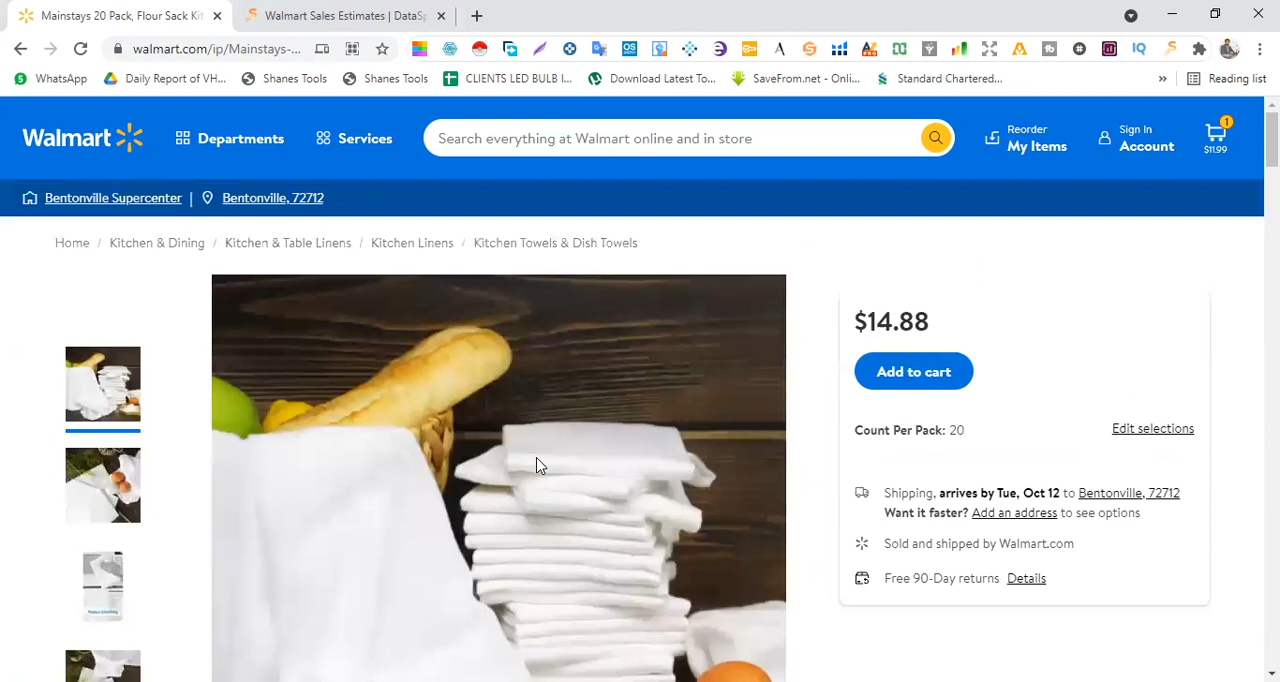 Mainstays 20 Pack, Flour Sack Kit
Walmart Sales Estimates | DataSp
walmart.com/ip/Mainstays-...
WhatsApp
Daily Report of VH...
Shanes Tools
Shanes Tools
CLIENTS LED BULB I...
Download Latest To...
SaveFrom.net - Onli...
Standard Chartered...
»
Reading list
Walmart
Departments
Services
Search everything at Walmart online and in store
Reorder
My Items
Sign In
Account
1
$11.99
Bentonville Supercenter | Bentonville, 72712
Home / Kitchen & Dining / Kitchen & Table Linens / Kitchen Linens / Kitchen Towels & Dish Towels
$14.88
Add to cart
Count Per Pack: 20
Edit selections
Shipping, arrives by Tue, Oct 12 to Bentonville, 72712
Want it faster? Add an address to see options
Sold and shipped by Walmart.com
Free 90-Day returns Details